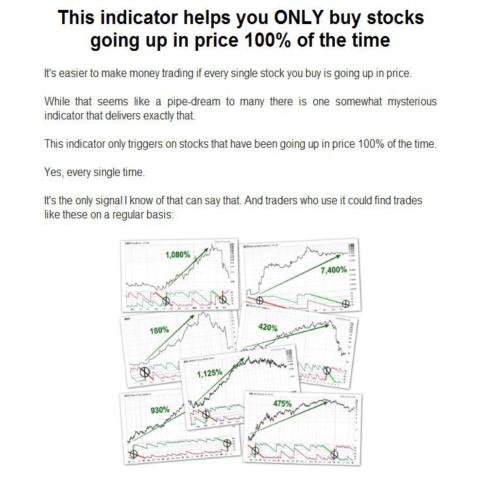 This indicator helps you ONLY buy stocks
going up in price 100% of the time
It's easier to make money trading if every single stock you buy is going up in price.
While that seems like a pipe-dream to many there is one somewhat mysterious
indicator that delivers exactly that.
This indicator only triggers on stocks that have been going up in price 100% of the time.
Yes, every single time.
It's the only signal I know of that can say that. And traders who use it could find trades
like these on a regular basis:
1,080%
7,400%
180%
420%
1,125%
930%
475%